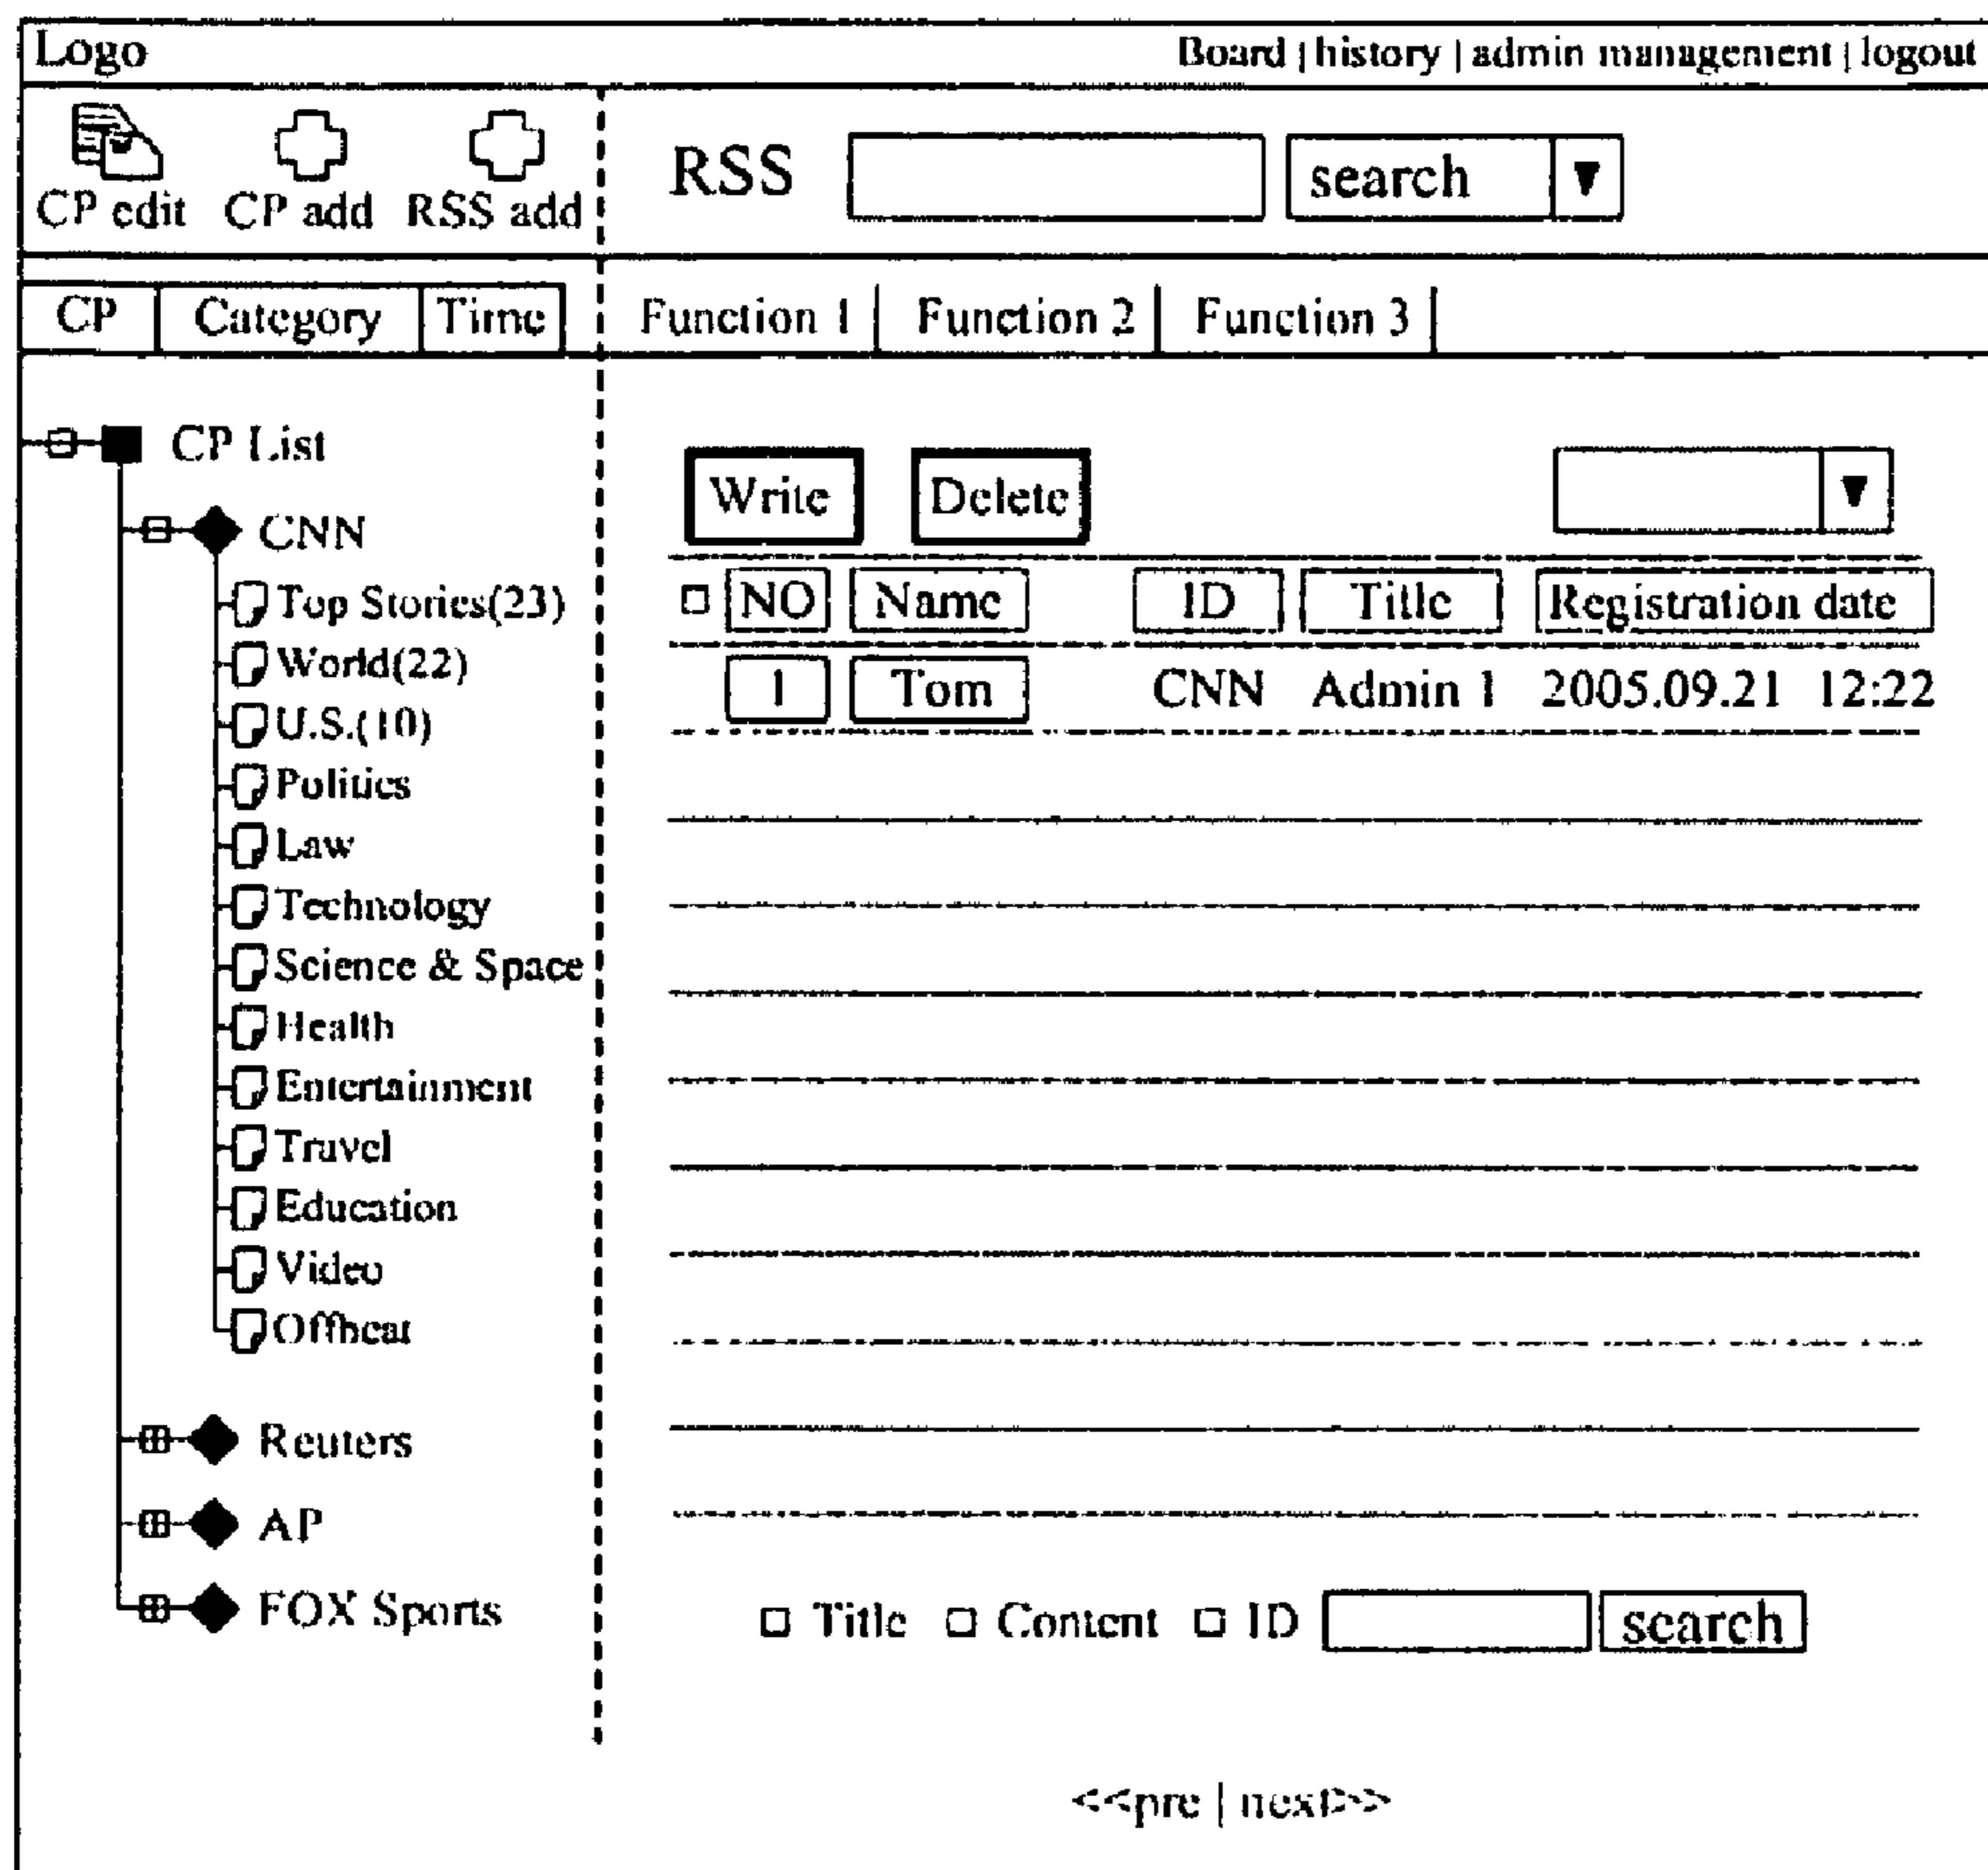 Logo
Board | history | admin management | logout
CP edit CP add RSS add
RSS search ▼
CP Category Time
Function 1 | Function 2 | Function 3 |
CP List
CNN
Top Stories(23)
World(22)
U.S.(10)
Politics
Law
Technology
Science & Space
Health
Entertainment
Travel
Education
Video
Offbeat
Reuters
AP
FOX Sports
Write Delete ▼
NO Name ID Title Registration date
1 Tom CNN Admin 1 2005.09.21 12:22
Title Content ID search
<<pre | next>>